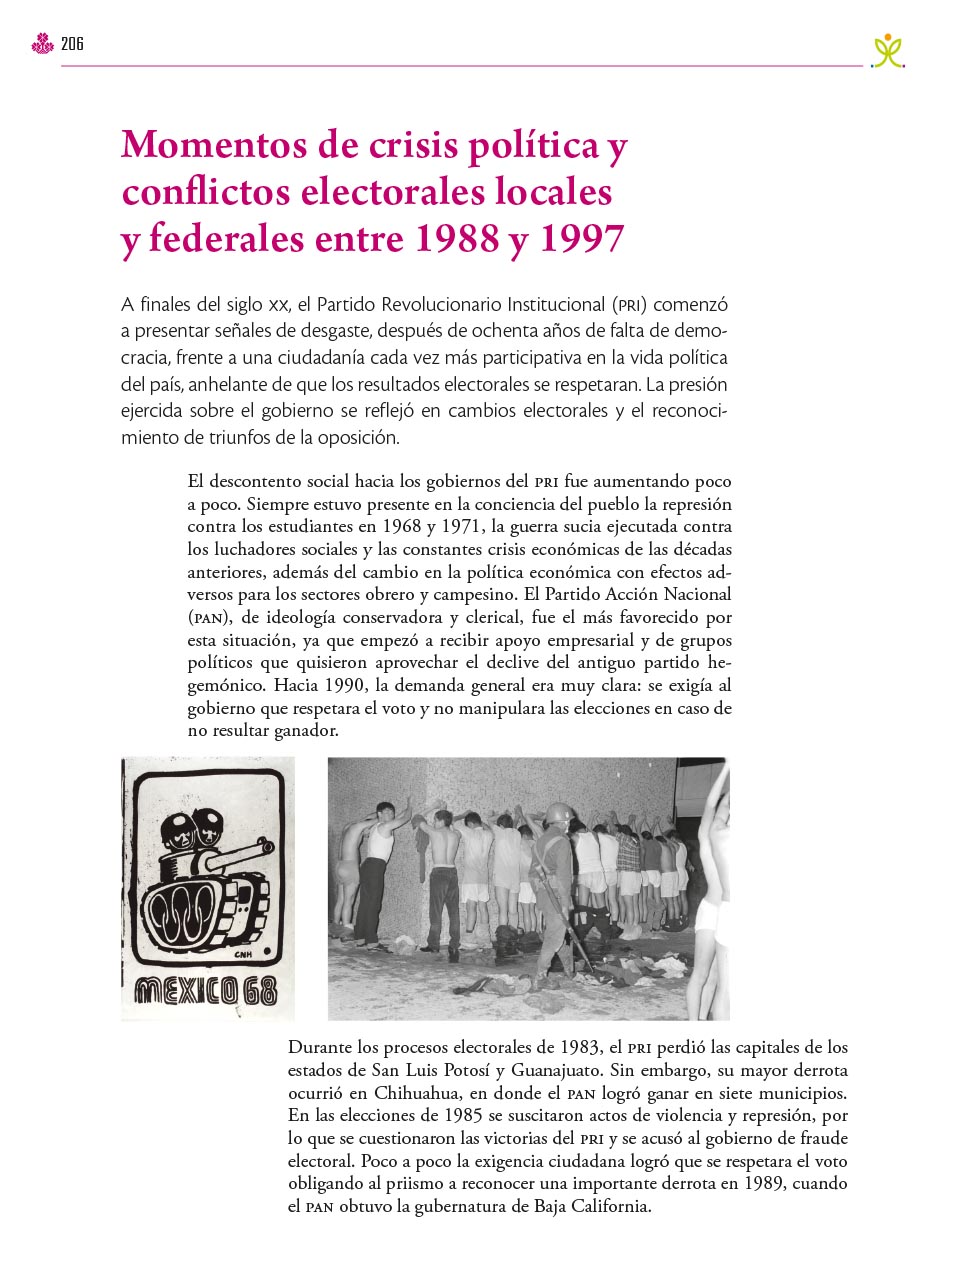 206
Momentos de crisis política y
conflictos electorales locales
y federales entre 1988 y 1997
A finales del siglo XX, el Partido Revolucionario Institucional (PRI) comenzó
a presentar señales de desgaste, después de ochenta años de falta de demo-
cracia, frente a una ciudadanía cada vez más participativa en la vida política
del país, anhelante de que los resultados electorales se respetaran. La presión
ejercida sobre el gobierno se reflejó en cambios electorales y el reconoci-
miento de triunfos de la oposición.
El descontento social hacia los gobiernos del PRI fue aumentando poco
a poco. Siempre estuvo presente en la conciencia del pueblo la represión
contra los estudiantes en 1968 y 1971, la guerra sucia ejecutada contra
los luchadores sociales y las constantes crisis económicas de las décadas
anteriores, además del cambio en la política económica con efectos ad-
versos para los sectores obrero y campesino. El Partido Acción Nacional
(PAN), de ideología conservadora y clerical, fue el más favorecido por
esta situación, ya que empezó a recibir apoyo empresarial y de grupos
políticos que quisieron aprovechar el declive del antiguo partido he-
gemónico. Hacia 1990, la demanda general era muy clara: se exigía al
gobierno que respetara el voto y no manipulara las elecciones en caso de
no resultar ganador.
CNH
MEXICO 68
Durante los procesos electorales de 1983, el PRI perdió las capitales de los
estados de San Luis Potosí y Guanajuato. Sin embargo, su mayor derrota
ocurrió en Chihuahua, en donde el PAN logró ganar en siete municipios.
En las elecciones de 1985 se suscitaron actos de violencia y represión, por
lo que se cuestionaron las victorias del PRI y se acusó al gobierno de fraude
electoral. Poco a poco la exigencia ciudadana logró que se respetara el voto
obligando al priismo a reconocer una importante derrota en 1989, cuando
el PAN obtuvo la gubernatura de Baja California.